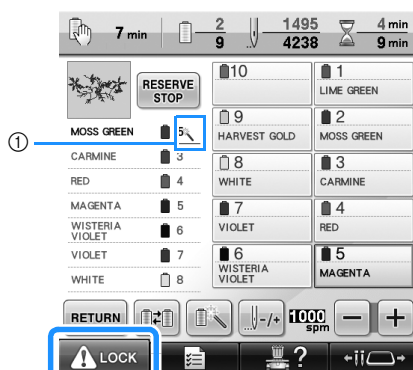 7 min 2 9 1495 4238 4 min 9 min
RESERVE STOP
①
MOSS GREEN 5
CARMINE 3
RED 4
MAGENTA 5
WISTERIA VIOLET 6
VIOLET 7
WHITE 8
10
1 LIME GREEN
9 HARVEST GOLD
2 MOSS GREEN
8 WHITE
3 CARMINE
7 VIOLET
4 RED
6 WISTERIA VIOLET
5 MAGENTA
RETURN -/+ 1000 spm − +
LOCK ?